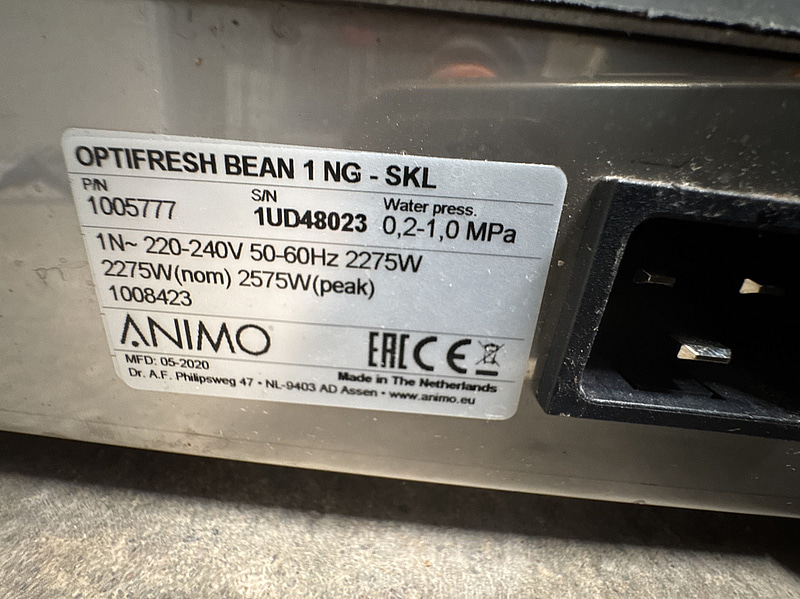 OPTIFRESH BEAN 1 NG - SKL
P/N S/N Water press.
1005777 1UD48023 0,2-1,0 MPa
1N~ 220-240V 50-60Hz 2275W
2275W(nom) 2575W(peak)
1008423
ANIMO®
EAC CE
MFD: 05-2020 Made in The Netherlands
Dr. A.F. Philipsweg 47 • NL-9403 AD Assen • www.animo.eu